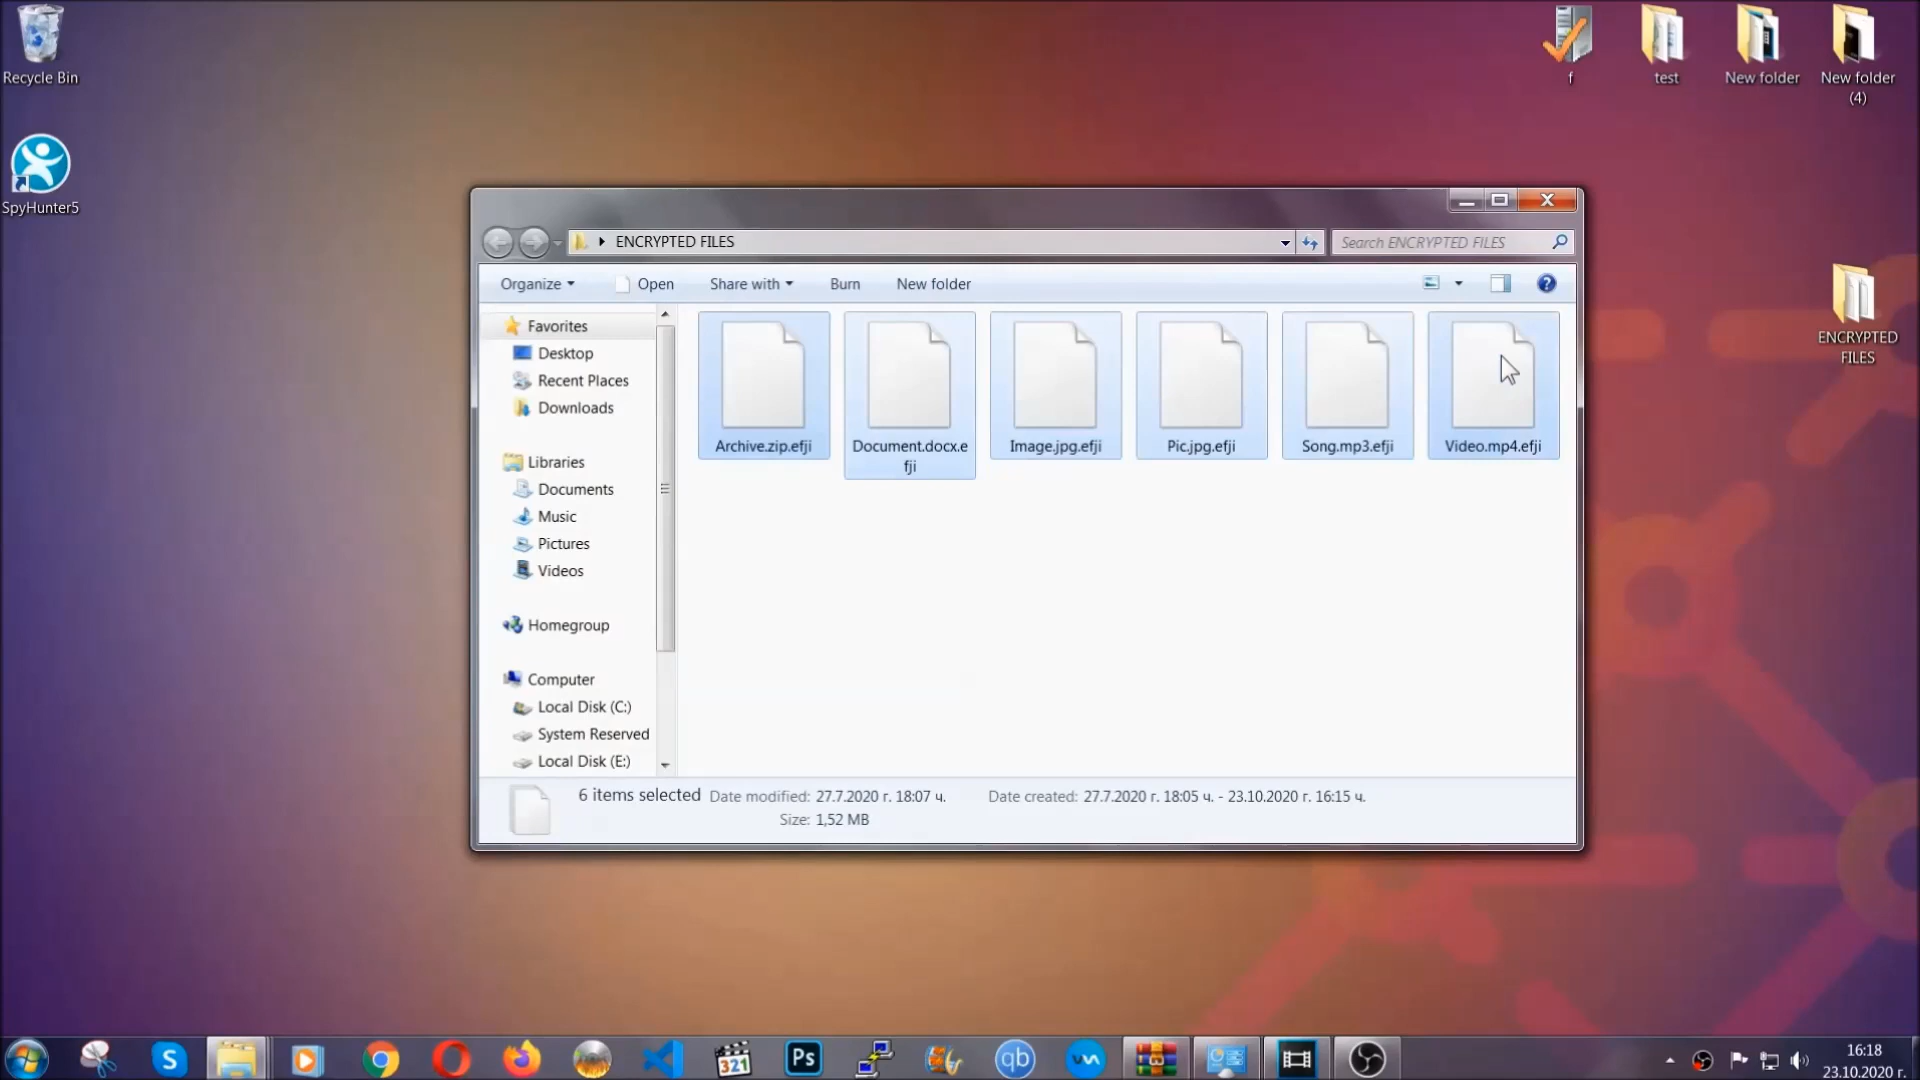 Recycle Bin
SpyHunter5
f
test
New folder
New folder
(4)
ENCRYPTED
FILES
ENCRYPTED FILES
Search ENCRYPTED FILES
Organize
Open
Share with
Burn
New folder
Favorites
Desktop
Recent Places
Downloads
Libraries
Documents
Music
Pictures
Videos
Homegroup
Computer
Local Disk (C:)
System Reserved
Local Disk (E:)
Archive.zip.efji
Document.docx.e
fji
Image.jpg.efji
Pic.jpg.efji
Song.mp3.efji
Video.mp4.efji
6 items selected
Date modified: 27.7.2020 г. 18:07 ч.
Date created: 27.7.2020 г. 18:05 ч. - 23.10.2020 г. 16:15 ч.
Size: 1,52 MB
S
321
Ps
qb
16:18
23.10.2020 г.